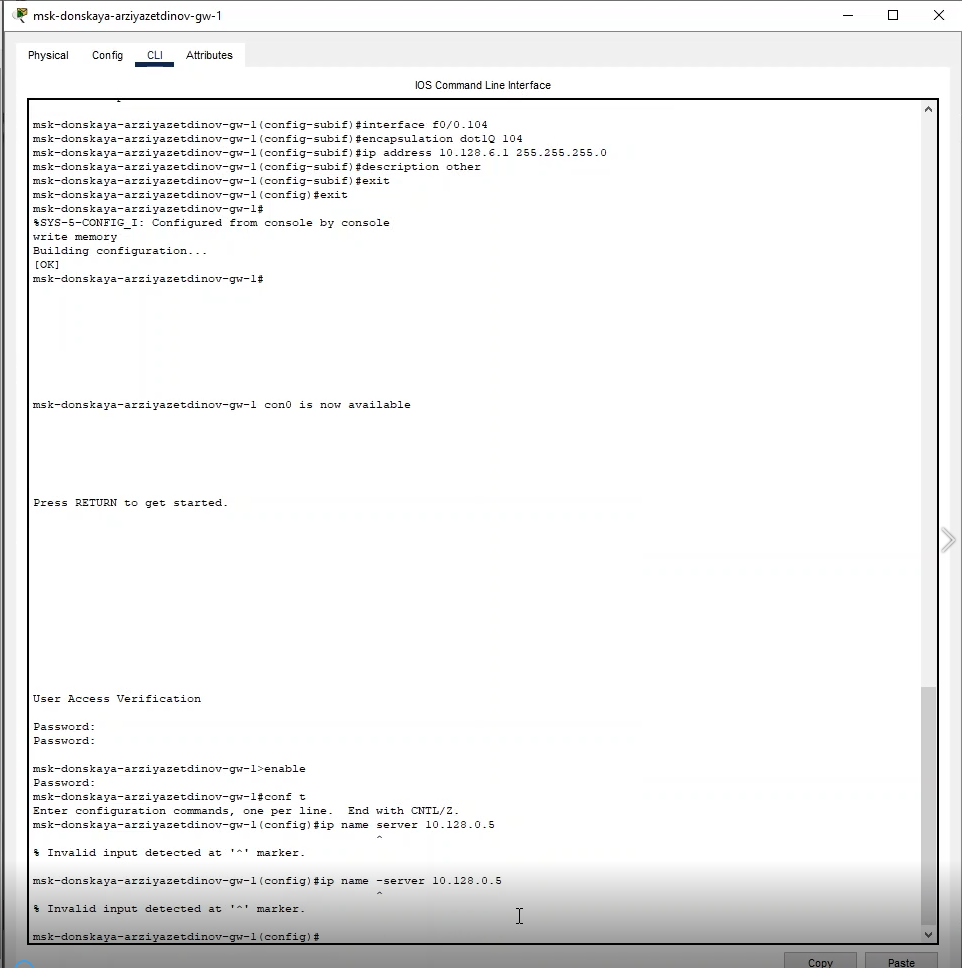 msk-donskaya-arziyazetdinov-gw-1
Physical Config CLI Attributes
IOS Command Line Interface
msk-donskaya-arziyazetdinov-gw-1(config-subif)#interface f0/0.104
msk-donskaya-arziyazetdinov-gw-1(config-subif)#encapsulation dot1Q 104
msk-donskaya-arziyazetdinov-gw-1(config-subif)#ip address 10.128.6.1 255.255.255.0
msk-donskaya-arziyazetdinov-gw-1(config-subif)#description other
msk-donskaya-arziyazetdinov-gw-1(config-subif)#exit
msk-donskaya-arziyazetdinov-gw-1(config)#exit
msk-donskaya-arziyazetdinov-gw-1#
%SYS-5-CONFIG_I: Configured from console by console
write memory
Building configuration...
[OK]
msk-donskaya-arziyazetdinov-gw-1#
msk-donskaya-arziyazetdinov-gw-1 con0 is now available
Press RETURN to get started.
User Access Verification
Password:
Password:
msk-donskaya-arziyazetdinov-gw-1>enable
Password:
msk-donskaya-arziyazetdinov-gw-1#conf t
Enter configuration commands, one per line.  End with CNTL/Z.
msk-donskaya-arziyazetdinov-gw-1(config)#ip name server 10.128.0.5
^
% Invalid input detected at '^' marker.
msk-donskaya-arziyazetdinov-gw-1(config)#ip name -server 10.128.0.5
^
% Invalid input detected at '^' marker.
msk-donskaya-arziyazetdinov-gw-1(config)#
Copy Paste